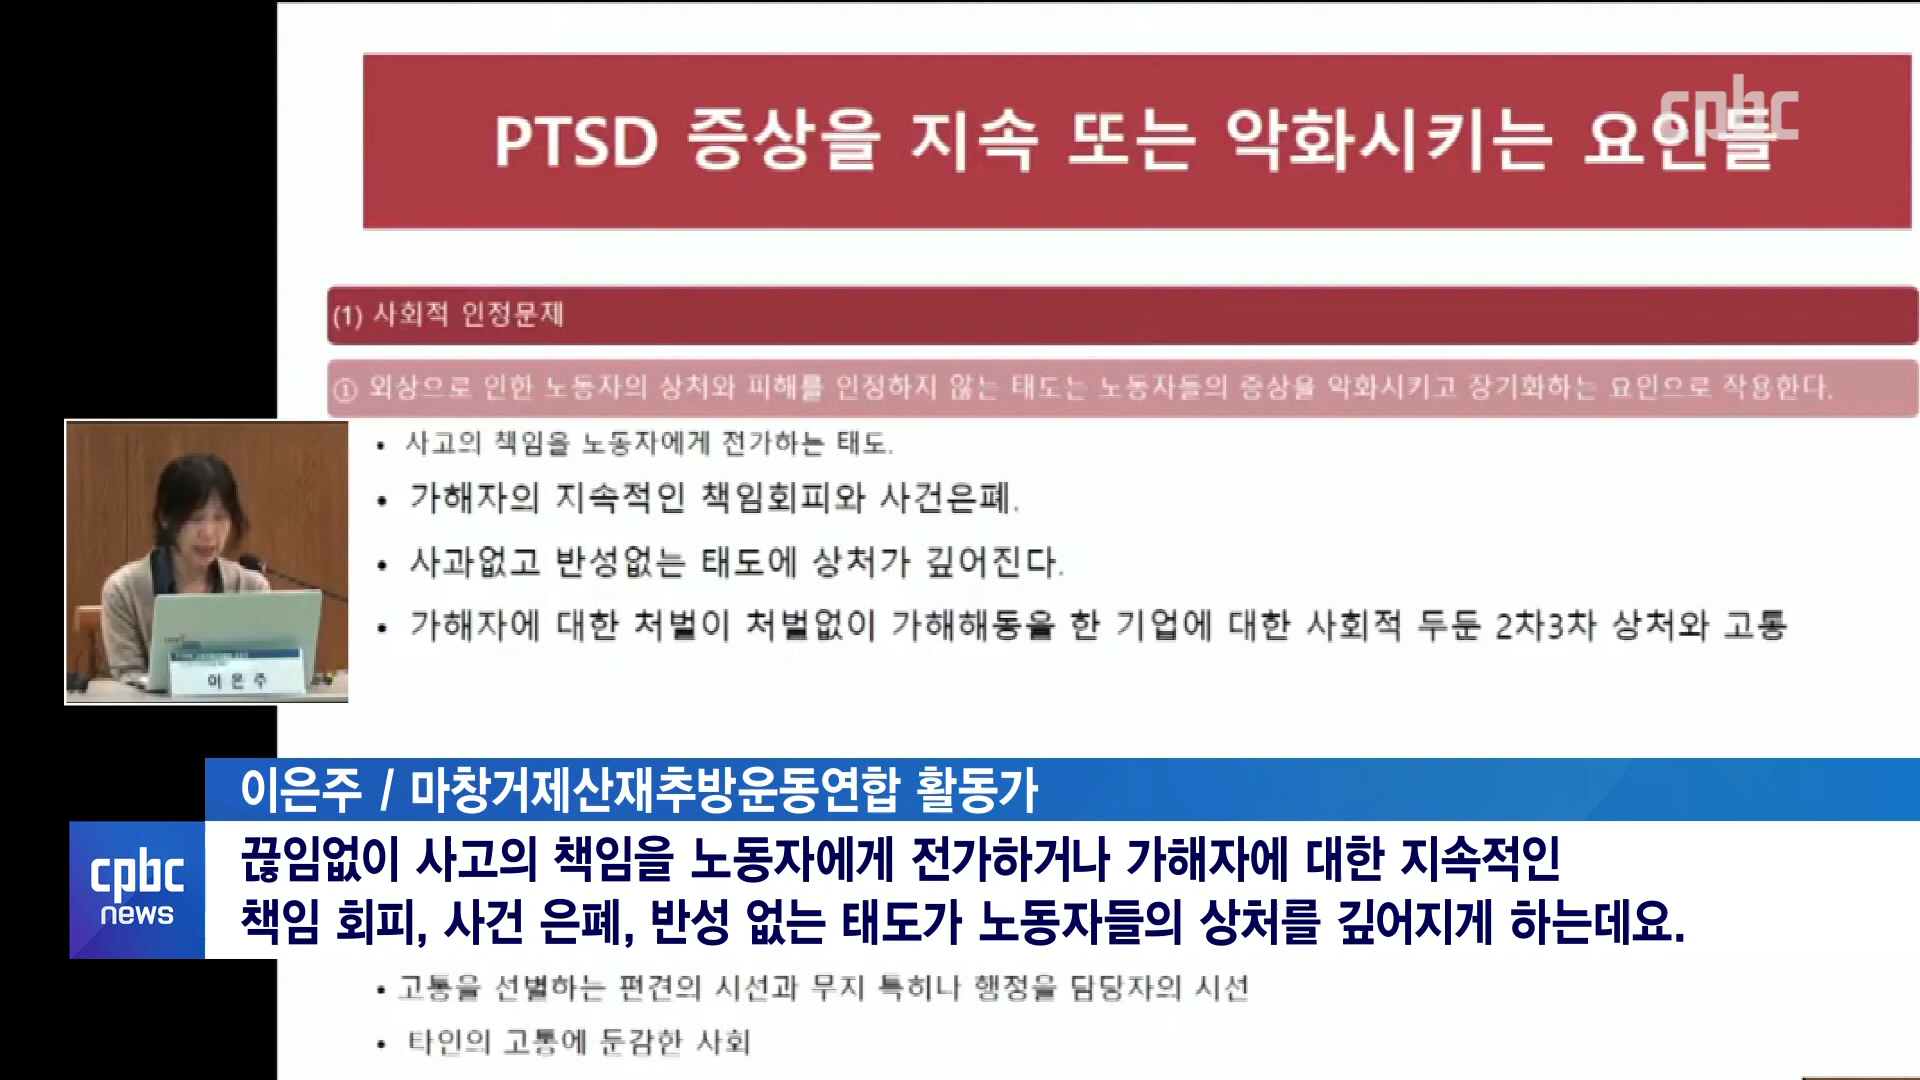 PTSD 증상을 지속 또는 악화시키는 요인들
cpbc
(1) 사회적 인정문제
① 외상으로 인한 노동자의 상처와 피해를 인정하지 않는 태도는 노동자들의 증상을 악화시키고 장기화하는 요인으로 작용한다.
• 사고의 책임을 노동자에게 전가하는 태도.
• 가해자의 지속적인 책임회피와 사건은폐.
• 사과없고 반성없는 태도에 상처가 깊어진다.
• 가해자에 대한 처벌이 처벌없이 가해해동을 한 기업에 대한 사회적 두둔 2차3차 상처와 고통
이은주
이은주 / 마창거제산재추방운동연합 활동가
cpbc
news
끊임없이 사고의 책임을 노동자에게 전가하거나 가해자에 대한 지속적인
책임 회피, 사건 은폐, 반성 없는 태도가 노동자들의 상처를 깊어지게 하는데요.
• 고통을 선별하는 편견의 시선과 무지 특히나 행정을 담당자의 시선
• 타인의 고통에 둔감한 사회